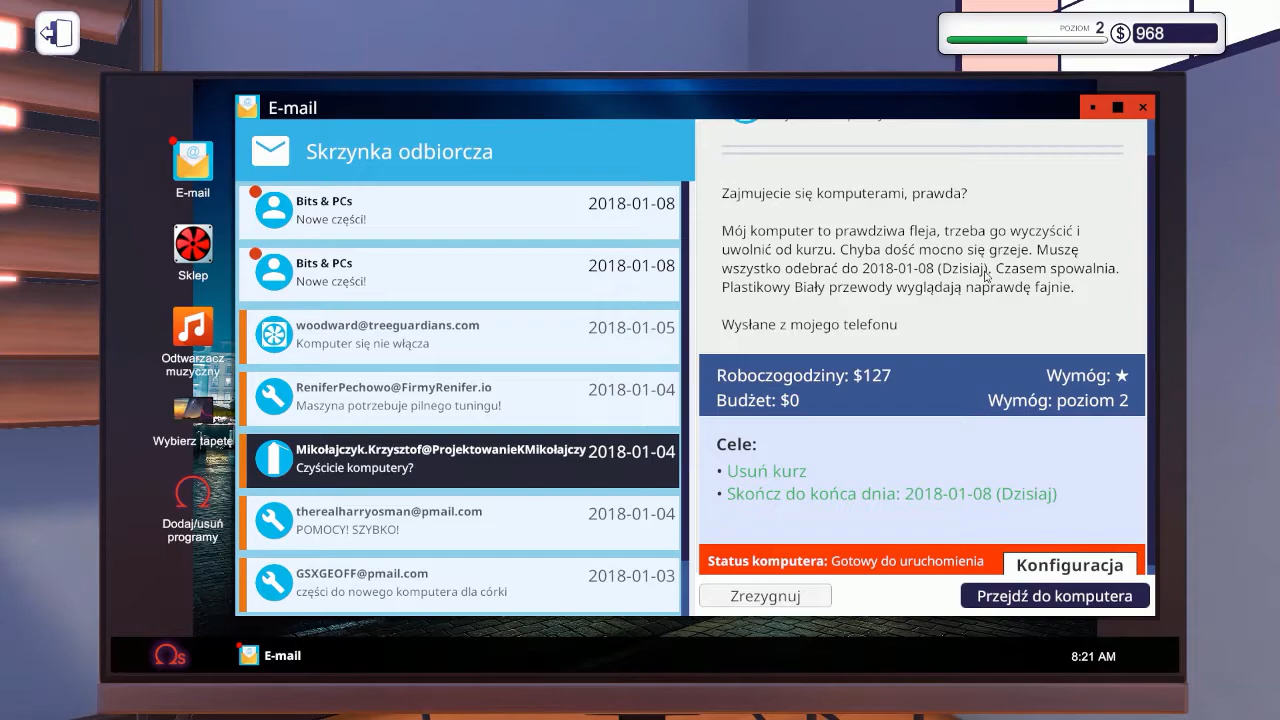 POZIOM 2 $ 968
E-mail
Skrzynka odbiorcza
Bits & PCs 2018-01-08
Nowe części!
Bits & PCs 2018-01-08
Nowe części!
woodward@treeguardians.com 2018-01-05
Komputer się nie włącza
ReniferPechowo@FirmyRenifer.io 2018-01-04
Maszyna potrzebuje pilnego tuningu!
Mikołajczyk.Krzysztof@ProjektowanieKMikołajczy 2018-01-04
Czyścicie komputery?
therealharryosman@pmail.com 2018-01-04
POMOCY! SZYBKO!
GSXGEOFF@pmail.com 2018-01-03
części do nowego komputera dla córki
Zajmujecie się komputerami, prawda?
Mój komputer to prawdziwa fleja, trzeba go wyczyścić i
uwolnić od kurzu. Chyba dość mocno się grzeje. Muszę
wszystko odebrać do 2018-01-08 (Dzisiaj). Czasem spowalnia.
Plastikowy Biały przewody wyglądają naprawdę fajnie.
Wysłane z mojego telefonu
Roboczogodziny: $127 Wymóg: ★
Budżet: $0 Wymóg: poziom 2
Cele:
• Usuń kurz
• Skończ do końca dnia: 2018-01-08 (Dzisiaj)
Status komputera: Gotowy do uruchomienia
Konfiguracja
Zrezygnuj
Przejdź do komputera
E-mail
Sklep
Odtwarzacz
muzyczny
Wybierz tapetę
Dodaj/usuń
programy
Ωs
E-mail
8:21 AM